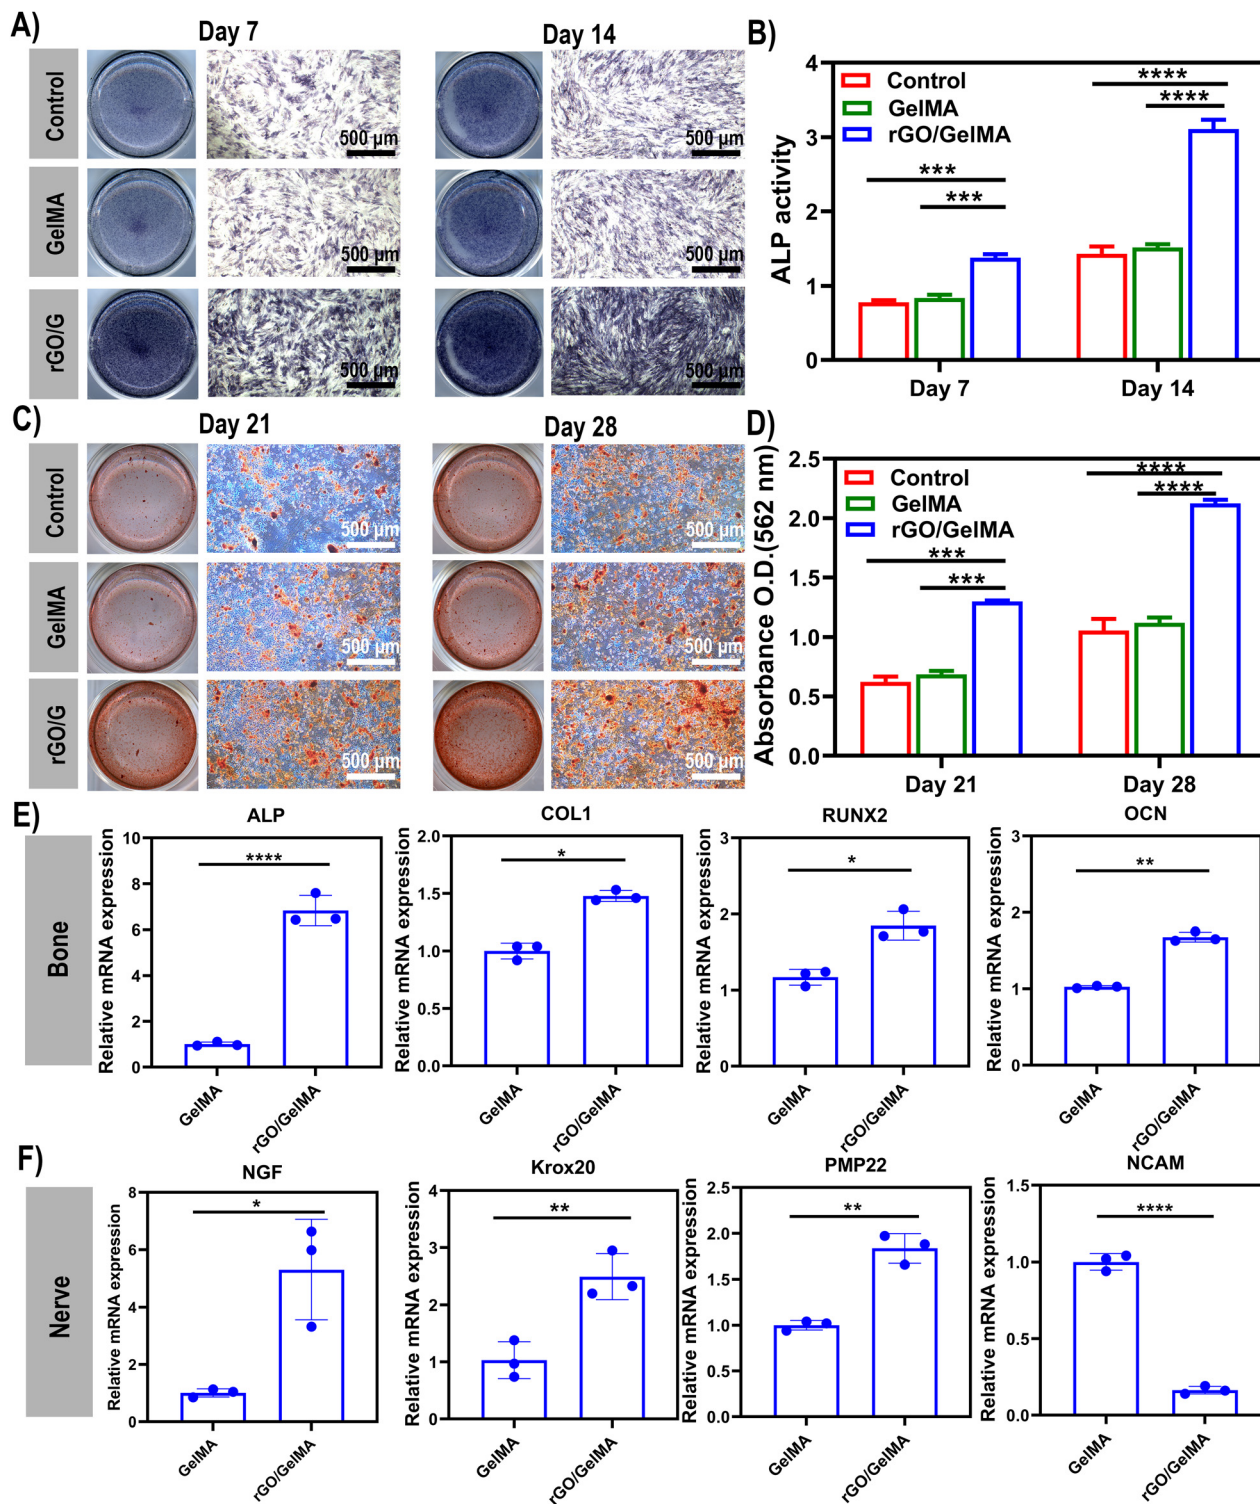 A)
Day 7
Day 14
Control
500 µm
500 µm
GelMA
500 µm
500 µm
rGO/G
500 µm
500 µm
B)
ALP activity
4
3
2
1
0
Control
GelMA
rGO/GelMA
***
***
****
****
Day 7
Day 14
C)
Day 21
Day 28
Control
500 µm
500 µm
GelMA
500 µm
500 µm
rGO/G
500 µm
500 µm
D)
Absorbance O.D.(562 nm)
2.5
2.0
1.5
1.0
0.5
0.0
Control
GelMA
rGO/GelMA
***
***
****
****
Day 21
Day 28
E)
Bone
ALP
Relative mRNA expression
10
8
6
4
2
0
****
GelMA
rGO/GelMA
COL1
Relative mRNA expression
2.0
1.5
1.0
0.5
0.0
*
GelMA
rGO/GelMA
RUNX2
Relative mRNA expression
3
2
1
0
*
GelMA
rGO/GelMA
OCN
Relative mRNA expression
3
2
1
0
**
GelMA
rGO/GelMA
F)
Nerve
NGF
Relative mRNA expression
8
6
4
2
0
*
GelMA
rGO/GelMA
Krox20
Relative mRNA expression
4
3
2
1
0
**
GelMA
rGO/GelMA
PMP22
Relative mRNA expression
2.5
2.0
1.5
1.0
0.5
0.0
**
GelMA
rGO/GelMA
NCAM
Relative mRNA expression
1.5
1.0
0.5
0.0
****
GelMA
rGO/GelMA